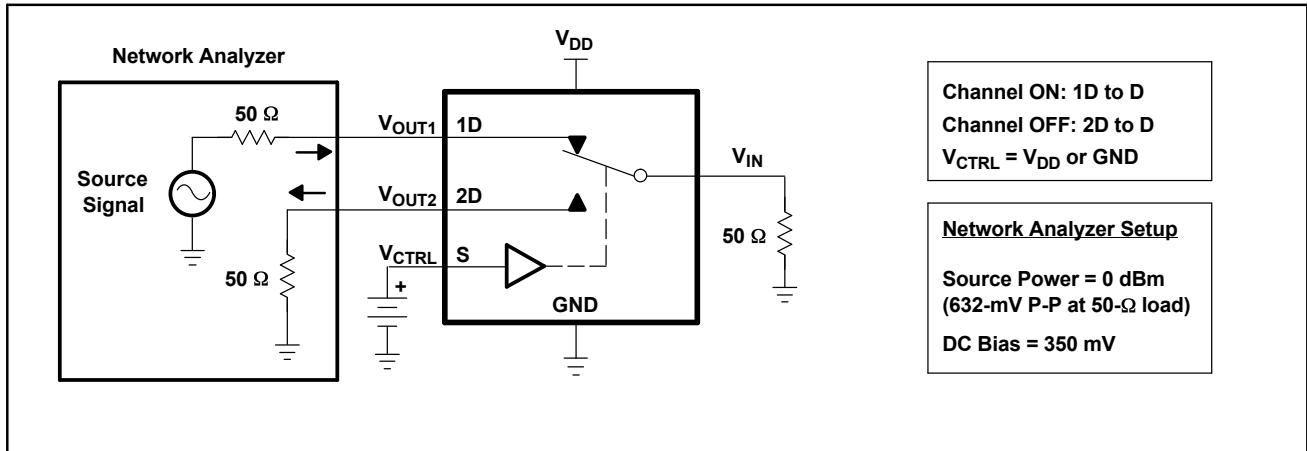 V_DD
Network Analyzer
50 Ω
V_OUT1 1D
Source
Signal
V_IN
V_OUT2 2D
50 Ω
50 Ω
V_CTRL S
+
GND
Channel ON: 1D to D
Channel OFF: 2D to D
V_CTRL = V_DD or GND
Network Analyzer Setup
Source Power = 0 dBm
(632-mV P-P at 50-Ω load)
DC Bias = 350 mV